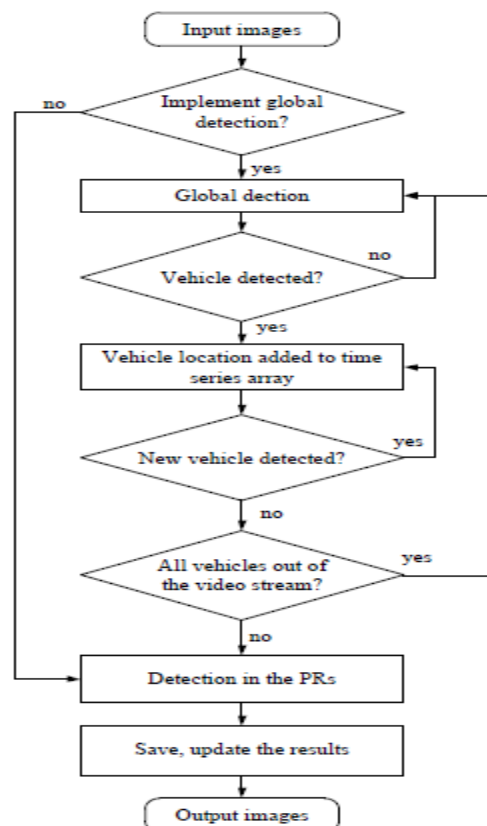 Input images
no
Implement global
detection?
yes
Global dection
no
Vehicle detected?
yes
Vehicle location added to time
series array
New vehicle detected?
yes
no
All vehicles out of
the video stream?
yes
no
Detection in the PRs
Save, update the results
Output images